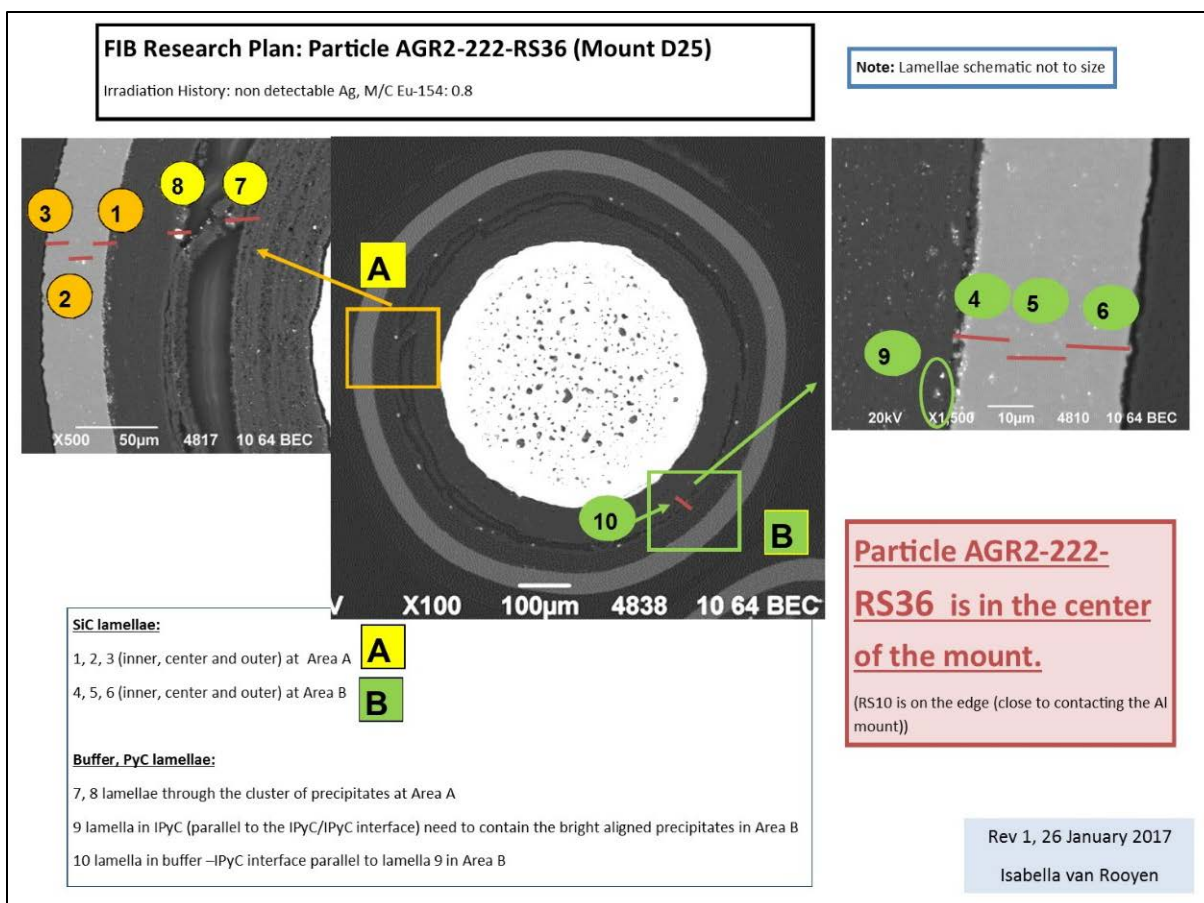 FIB Research Plan: Particle AGR2-222-RS36 (Mount D25)
Irradiation History: non detectable Ag, M/C Eu-154: 0.8
Note: Lamellae schematic not to size
8
7
3
1
2
X500 50µm 4817 10 64 BEC
A
10
B
V X100 100µm 4838 10 64 BEC
4
5
6
9
20kV X1,500 10µm 4810 10 64 BEC
SiC lamellae:
1, 2, 3 (inner, center and outer) at Area A
A
4, 5, 6 (inner, center and outer) at Area B
B
Buffer, PyC lamellae:
7, 8 lamellae through the cluster of precipitates at Area A
9 lamella in IPyC (parallel to the IPyC/IPyC interface) need to contain the bright aligned precipitates in Area B
10 lamella in buffer –IPyC interface parallel to lamella 9 in Area B
Particle AGR2-222-
RS36 is in the center
of the mount.
(RS10 is on the edge (close to contacting the Al
mount))
Rev 1, 26 January 2017
Isabella van Rooyen